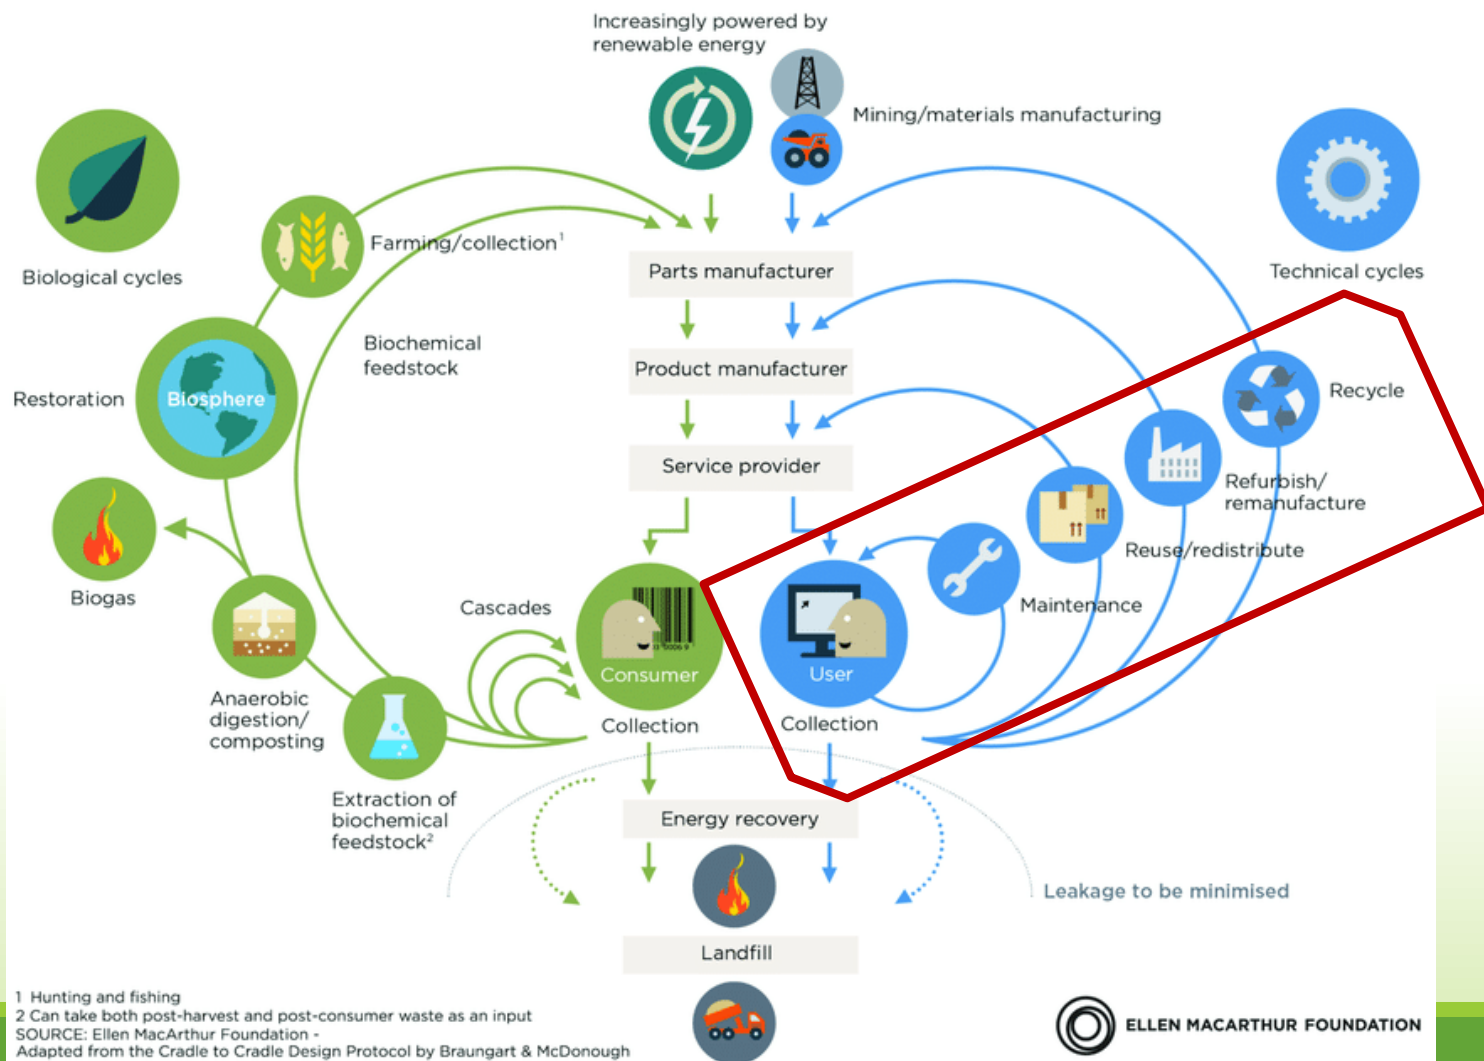 Increasingly powered by
renewable energy
Mining/materials manufacturing
Biological cycles
Farming/collection¹
Technical cycles
Parts manufacturer
Biochemical
feedstock
Product manufacturer
Restoration
Biosphere
Recycle
Service provider
Refurbish/
remanufacture
Reuse/redistribute
Biogas
Cascades
Maintenance
Consumer
User
Anaerobic
digestion/
composting
Collection
Collection
Extraction of
biochemical
feedstock²
Energy recovery
Leakage to be minimised
Landfill
1 Hunting and fishing
2 Can take both post-harvest and post-consumer waste as an input
SOURCE: Ellen MacArthur Foundation -
Adapted from the Cradle to Cradle Design Protocol by Braungart & McDonough
ELLEN MACARTHUR FOUNDATION